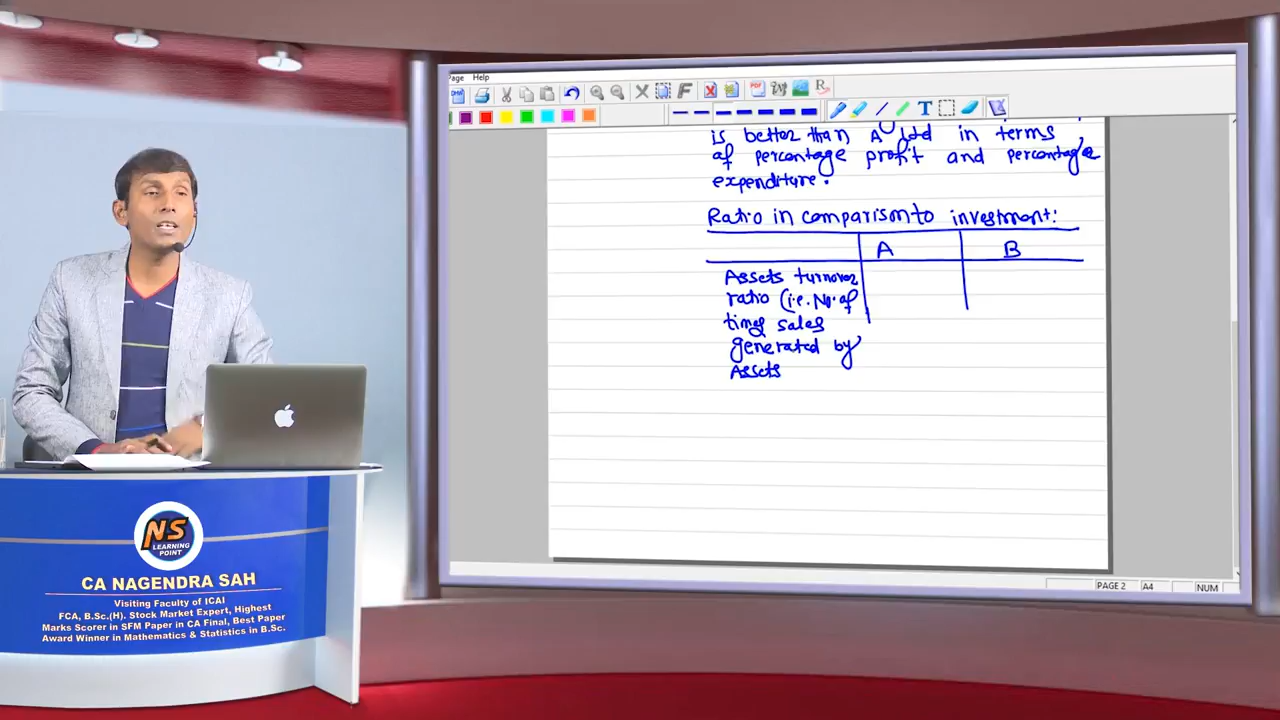 Page Help
is better than A Ltd in terms
of percentage profit and percentage
expenditure.
Ratio in comparison to investment:
A B
Assets turnover
ratio (i.e. No. of
times sales
generated by
Assets
PAGE 2 A4 NUM
NS
LEARNING
POINT
CA NAGENDRA SAH
Visiting Faculty of ICAI
FCA, B.Sc.(H). Stock Market Expert, Highest
Marks Scorer in SFM Paper in CA Final, Best Paper
Award Winner in Mathematics & Statistics in B.Sc.